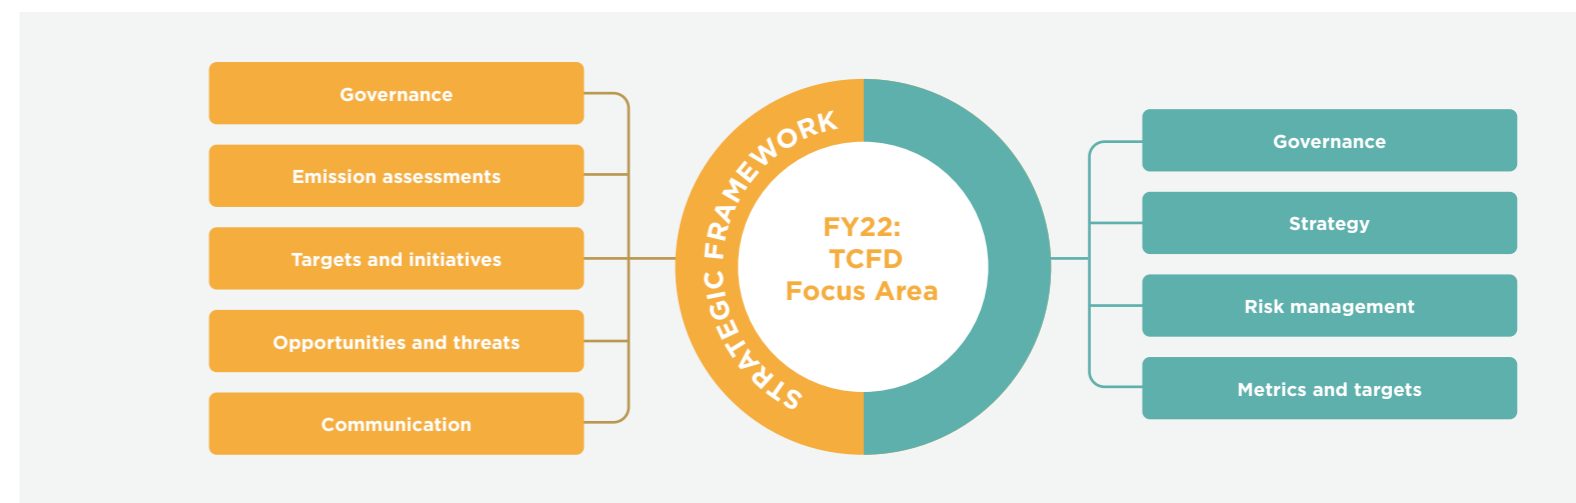 Governance
Emission assessments
Targets and initiatives
Opportunities and threats
Communication
STRATEGIC FRAMEWORK
FY22:
TCFD
Focus Area
Governance
Strategy
Risk management
Metrics and targets